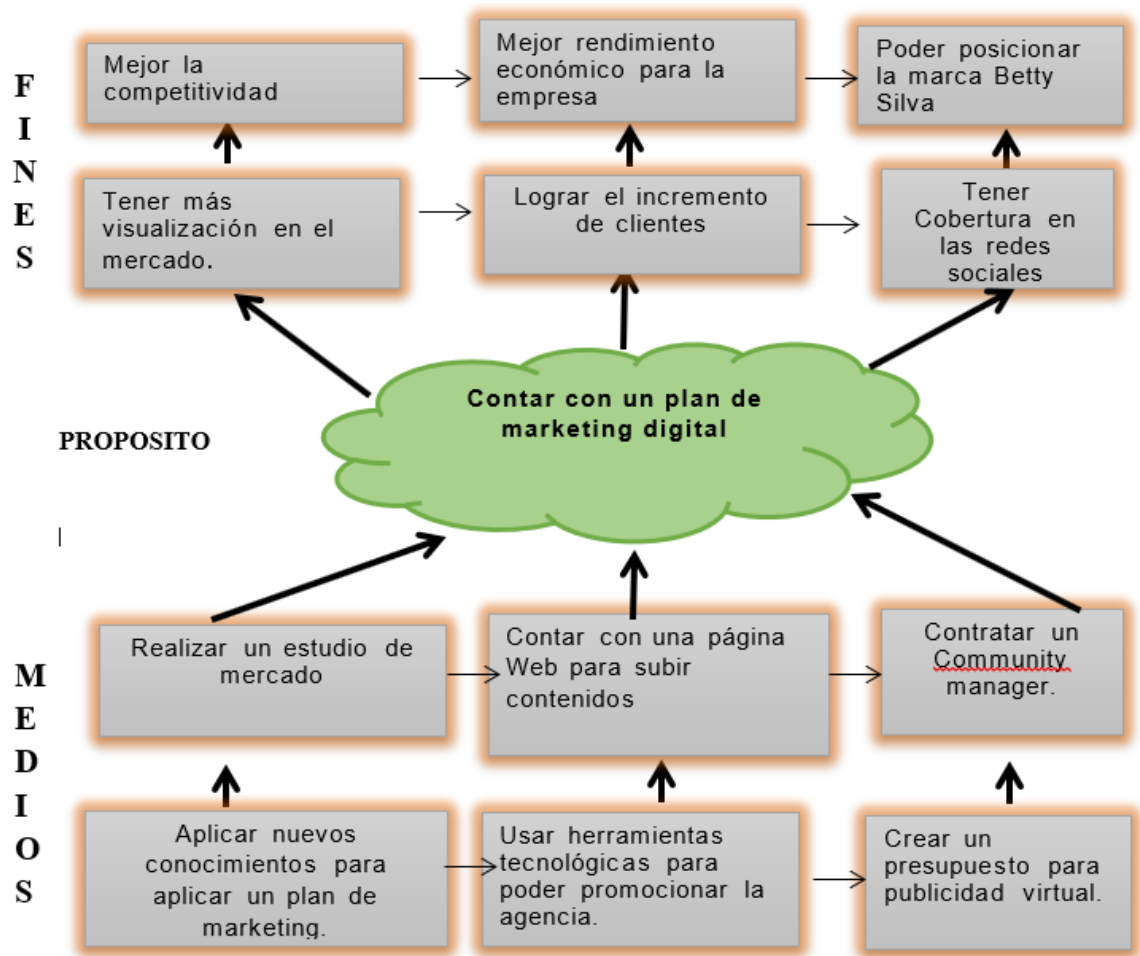 FINES
Mejor la
competitividad
Mejor rendimiento
económico para la
empresa
Poder posicionar
la marca Betty
Silva
Tener más
visualización en el
mercado.
Lograr el incremento
de clientes
Tener
Cobertura en
las redes
sociales
Contar con un plan de
marketing digital
PROPOSITO
MEDIOS
Realizar un estudio de
mercado
Contar con una página
Web para subir
contenidos
Contratar un
Community
manager.
Aplicar nuevos
conocimientos para
aplicar un plan de
marketing.
Usar herramientas
tecnológicas para
poder promocionar la
agencia.
Crear un
presupuesto para
publicidad virtual.